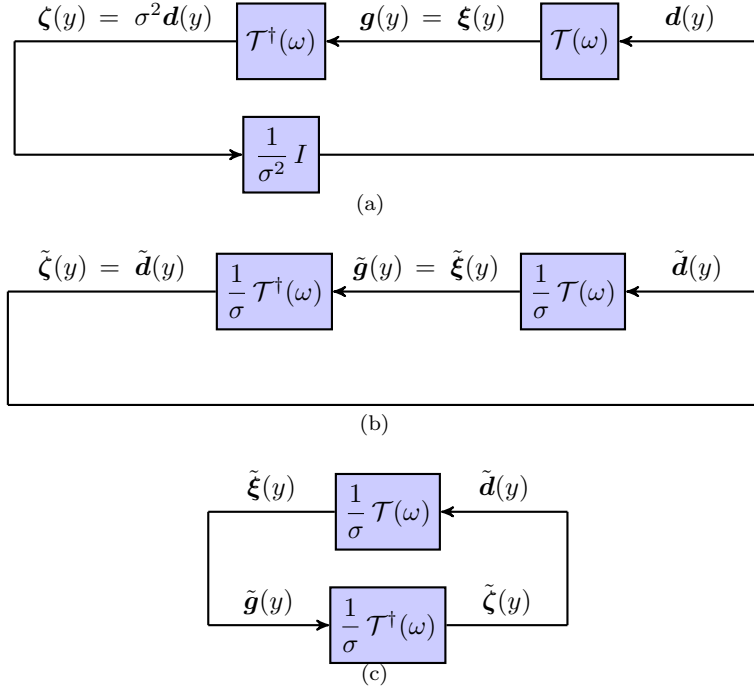 ζ(y) = σ²d(y) 𝒯†(ω) g(y) = ξ(y) 𝒯(ω) d(y)
1/σ² I
(a)
ζ̃(y) = d̃(y) 1/σ 𝒯†(ω) g̃(y) = ξ̃(y) 1/σ 𝒯(ω) d̃(y)
(b)
ξ̃(y) 1/σ 𝒯(ω) d̃(y)
g̃(y) 1/σ 𝒯†(ω) ζ̃(y)
(c)